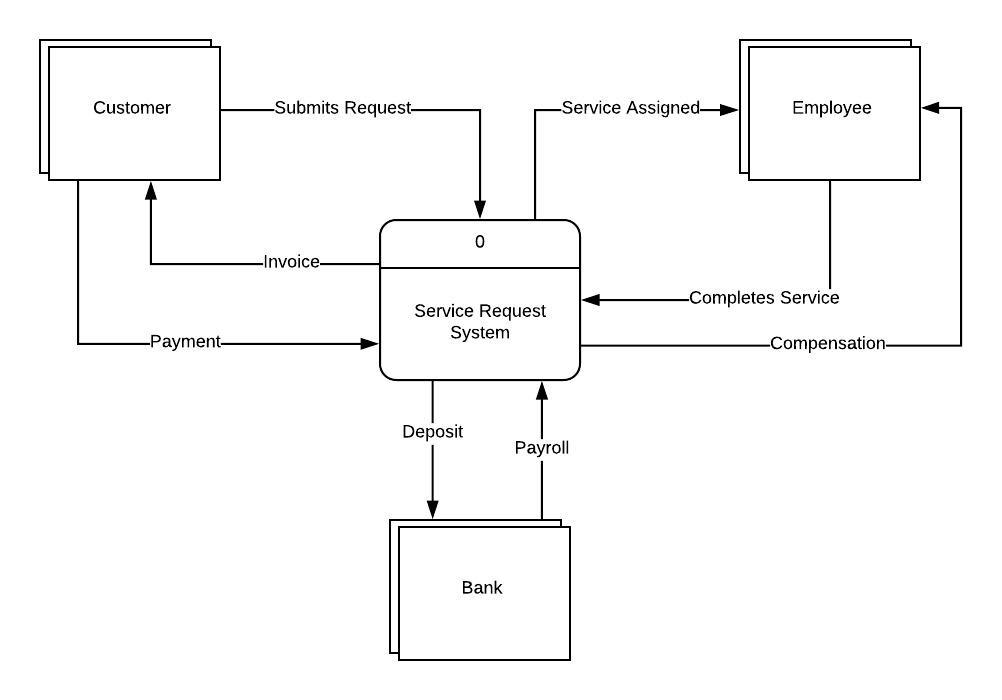 Customer
Submits Request
Service Assigned
Employee
0
Invoice
Service Request
System
Completes Service
Payment
Compensation
Deposit
Payroll
Bank